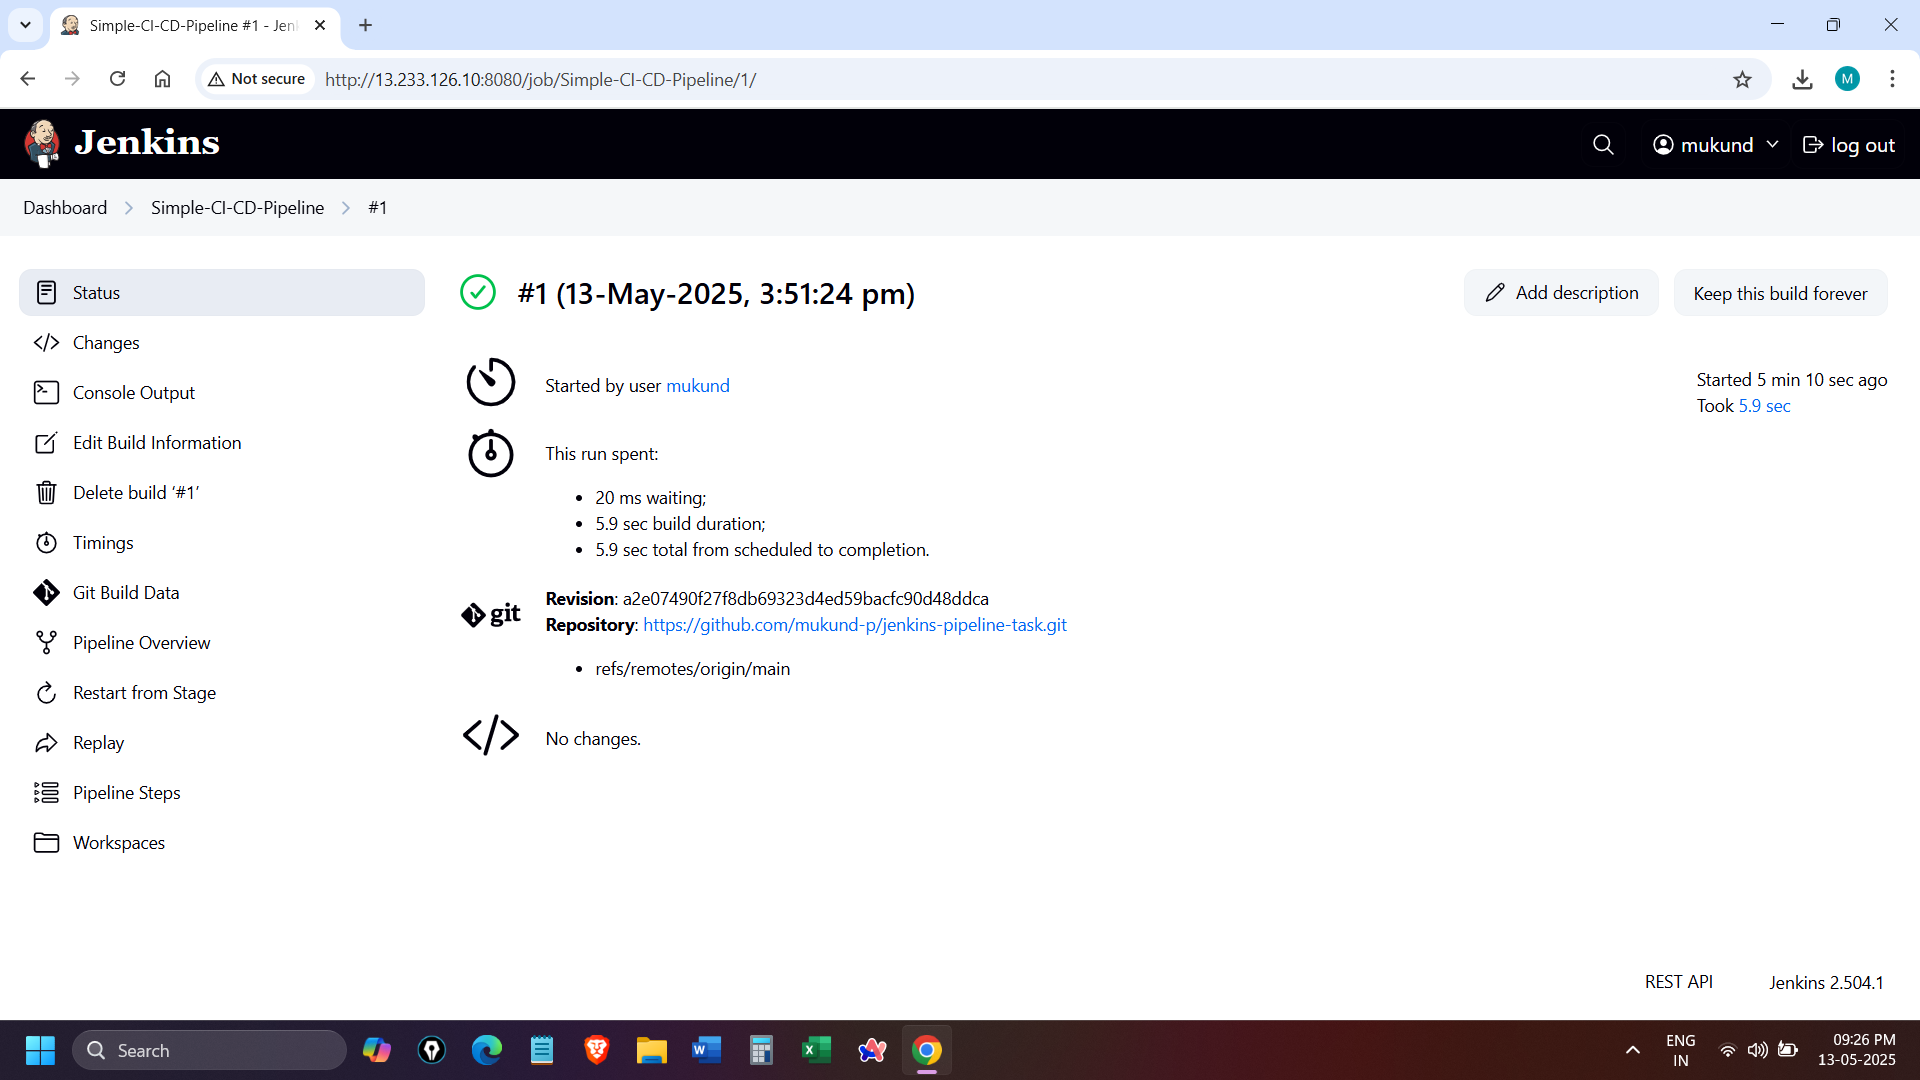 Simple-CI-CD-Pipeline #1 - Jen
Not secure
http://13.233.126.10:8080/job/Simple-CI-CD-Pipeline/1/
M
Jenkins
mukund
log out
Dashboard
Simple-CI-CD-Pipeline
#1
Status
Changes
Console Output
Edit Build Information
Delete build ‘#1’
Timings
Git Build Data
Pipeline Overview
Restart from Stage
Replay
Pipeline Steps
Workspaces
#1 (13-May-2025, 3:51:24 pm)
Add description
Keep this build forever
Started by user mukund
Started 5 min 10 sec ago
Took 5.9 sec
This run spent:
20 ms waiting;
5.9 sec build duration;
5.9 sec total from scheduled to completion.
git
Revision: a2e07490f27f8db69323d4ed59bacfc90d48ddca
Repository: https://github.com/mukund-p/jenkins-pipeline-task.git
refs/remotes/origin/main
No changes.
REST API
Jenkins 2.504.1
Search
ENG
IN
09:26 PM
13-05-2025